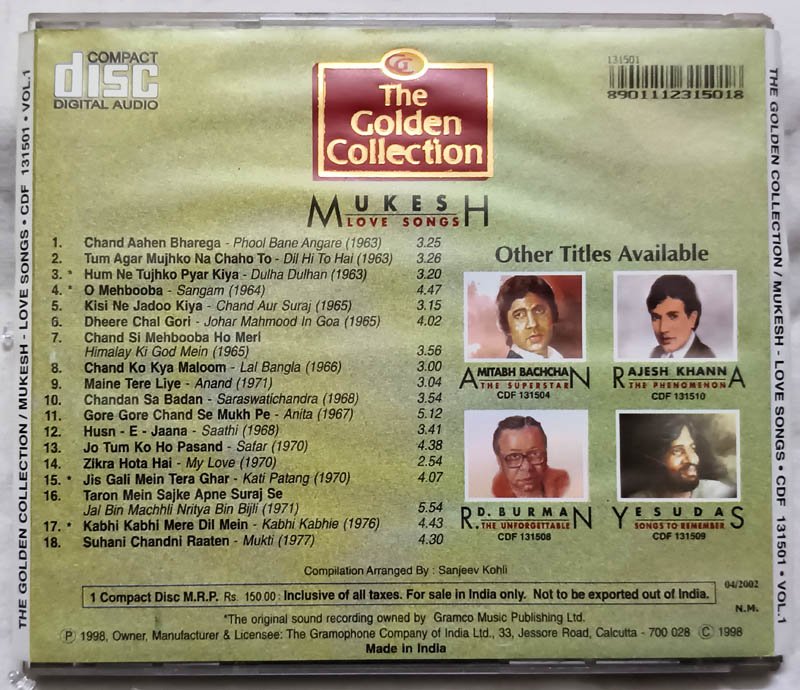 COMPACT
disc
DIGITAL AUDIO
GC
The
Golden
Collection
131501
8901112315018
MUKESH
LOVE SONGS
1. Chand Aahen Bharega - Phool Bane Angare (1963) 3.25
2. Tum Agar Mujhko Na Chaho To - Dil Hi To Hai (1963) 3.26
3. * Hum Ne Tujhko Pyar Kiya - Dulha Dulhan (1963) 3.20
4. * O Mehbooba - Sangam (1964) 4.47
5. Kisi Ne Jadoo Kiya - Chand Aur Suraj (1965) 3.15
6. Dheere Chal Gori - Johar Mahmood In Goa (1965) 4.02
7. Chand Si Mehbooba Ho Meri
Himalay Ki God Mein (1965) 3.56
8. Chand Ko Kya Maloom - Lal Bangla (1966) 3.00
9. Maine Tere Liye - Anand (1971) 3.04
10. Chandan Sa Badan - Saraswatichandra (1968) 3.54
11. Gore Gore Chand Se Mukh Pe - Anita (1967) 5.12
12. Husn - E - Jaana - Saathi (1968) 3.41
13. Jo Tum Ko Ho Pasand - Safar (1970) 4.38
14. Zikra Hota Hai - My Love (1970) 2.54
15. * Jis Gali Mein Tera Ghar - Kati Patang (1970) 4.07
16. Taron Mein Sajke Apne Suraj Se
Jal Bin Machhli Nritya Bin Bijli (1971) 5.54
17. * Kabhi Kabhi Mere Dil Mein - Kabhi Kabhie (1976) 4.43
18. Suhani Chandni Raaten - Mukti (1977) 4.30
Other Titles Available
AMITABH BACHCHAN
THE SUPERSTAR
CDF 131504
RAJESH KHANNA
THE PHENOMENON
CDF 131510
R.D. BURMAN
THE UNFORGETTABLE
CDF 131508
YESUDAS
SONGS TO REMEMBER
CDF 131509
Compilation Arranged By : Sanjeev Kohli
1 Compact Disc M.R.P. Rs. 150.00 : Inclusive of all taxes. For sale in India only. Not to be exported out of India.
04/2002
N.M.
*The original sound recording owned by Gramco Music Publishing Ltd.
Ⓟ 1998, Owner, Manufacturer & Licensee: The Gramophone Company of India Ltd., 33, Jessore Road, Calcutta - 700 028 © 1998
Made in India
THE GOLDEN COLLECTION / MUKESH - LOVE SONGS • CDF 131501 • VOL.1
THE GOLDEN COLLECTION / MUKESH - LOVE SONGS • CDF 131501 • VOL.1